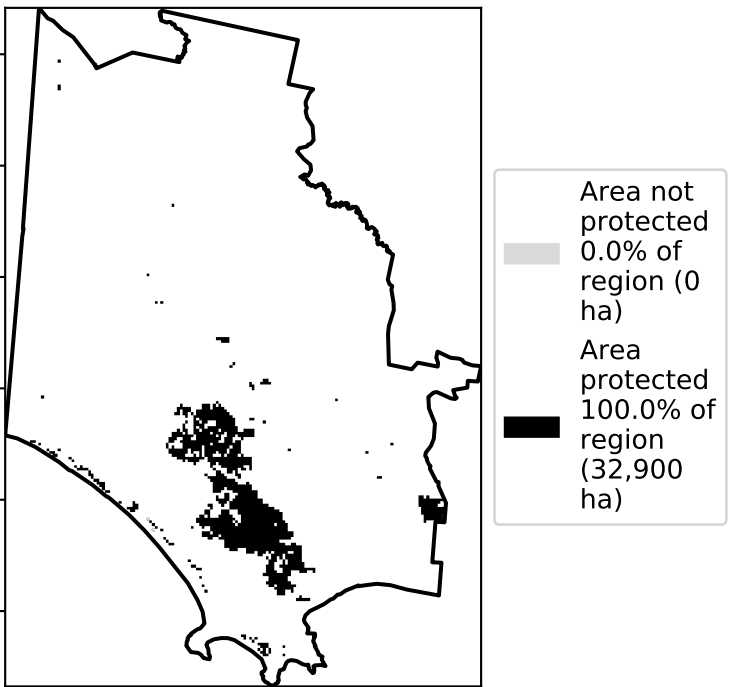 Area not
protected
0.0% of
region (0
ha)
Area
protected
100.0% of
region
(32,900
ha)